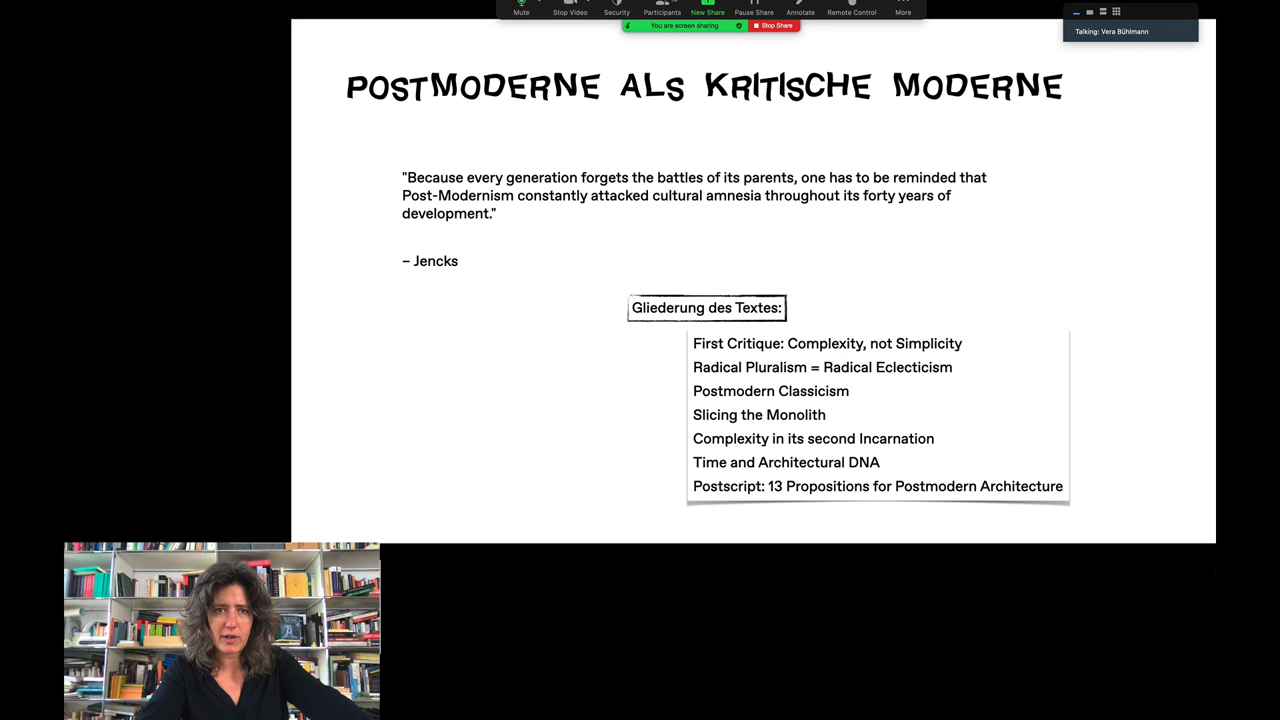 Mute
Stop Video
Security
Participants
New Share
Pause Share
Annotate
Remote Control
More
You are screen sharing
Stop Share
Talking: Vera Bühlmann
POSTMODERNE ALS KRITISCHE MODERNE
"Because every generation forgets the battles of its parents, one has to be reminded that
Post-Modernism constantly attacked cultural amnesia throughout its forty years of
development."
– Jencks
Gliederung des Textes:
First Critique: Complexity, not Simplicity
Radical Pluralism = Radical Eclecticism
Postmodern Classicism
Slicing the Monolith
Complexity in its second Incarnation
Time and Architectural DNA
Postscript: 13 Propositions for Postmodern Architecture